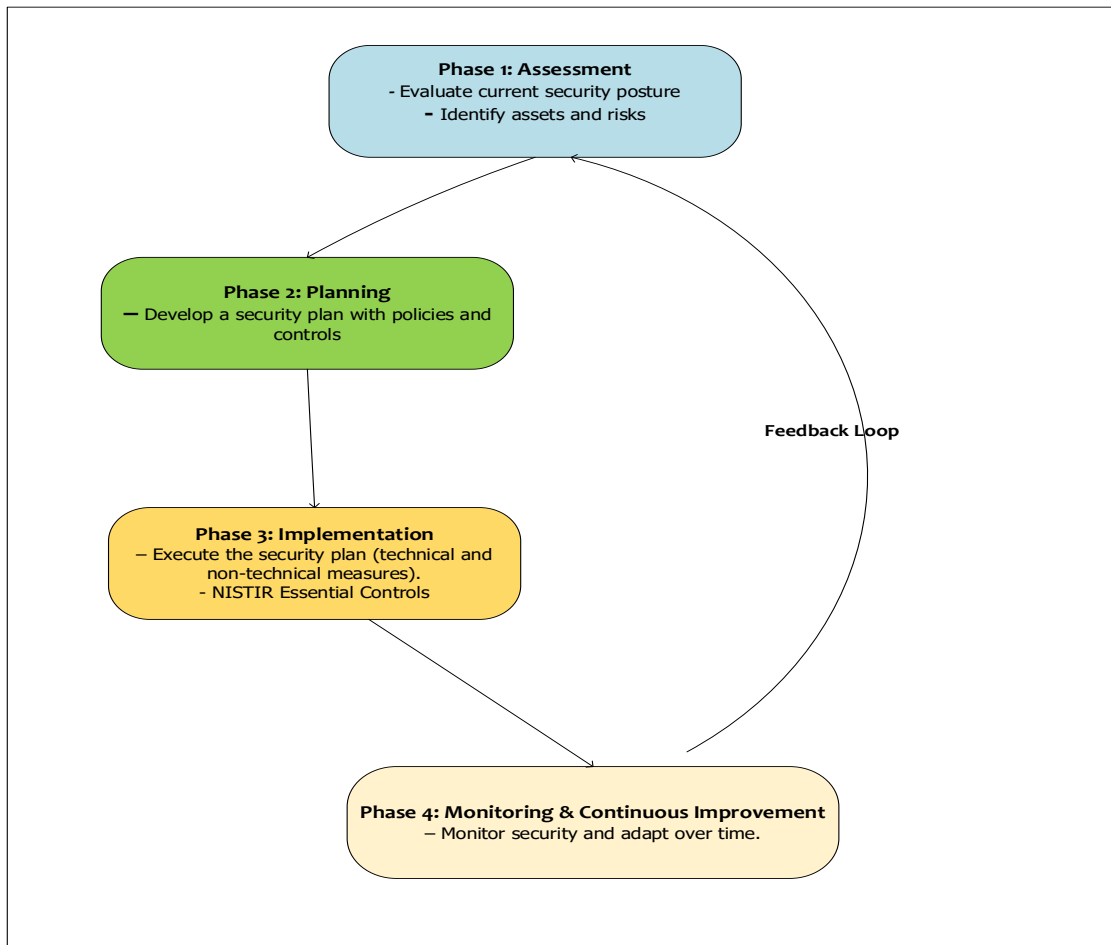 Phase 1: Assessment
- Evaluate current security posture
- Identify assets and risks
Phase 2: Planning
– Develop a security plan with policies and
controls
Feedback Loop
Phase 3: Implementation
– Execute the security plan (technical and
non-technical measures).
- NISTIR Essential Controls
Phase 4: Monitoring & Continuous Improvement
– Monitor security and adapt over time.